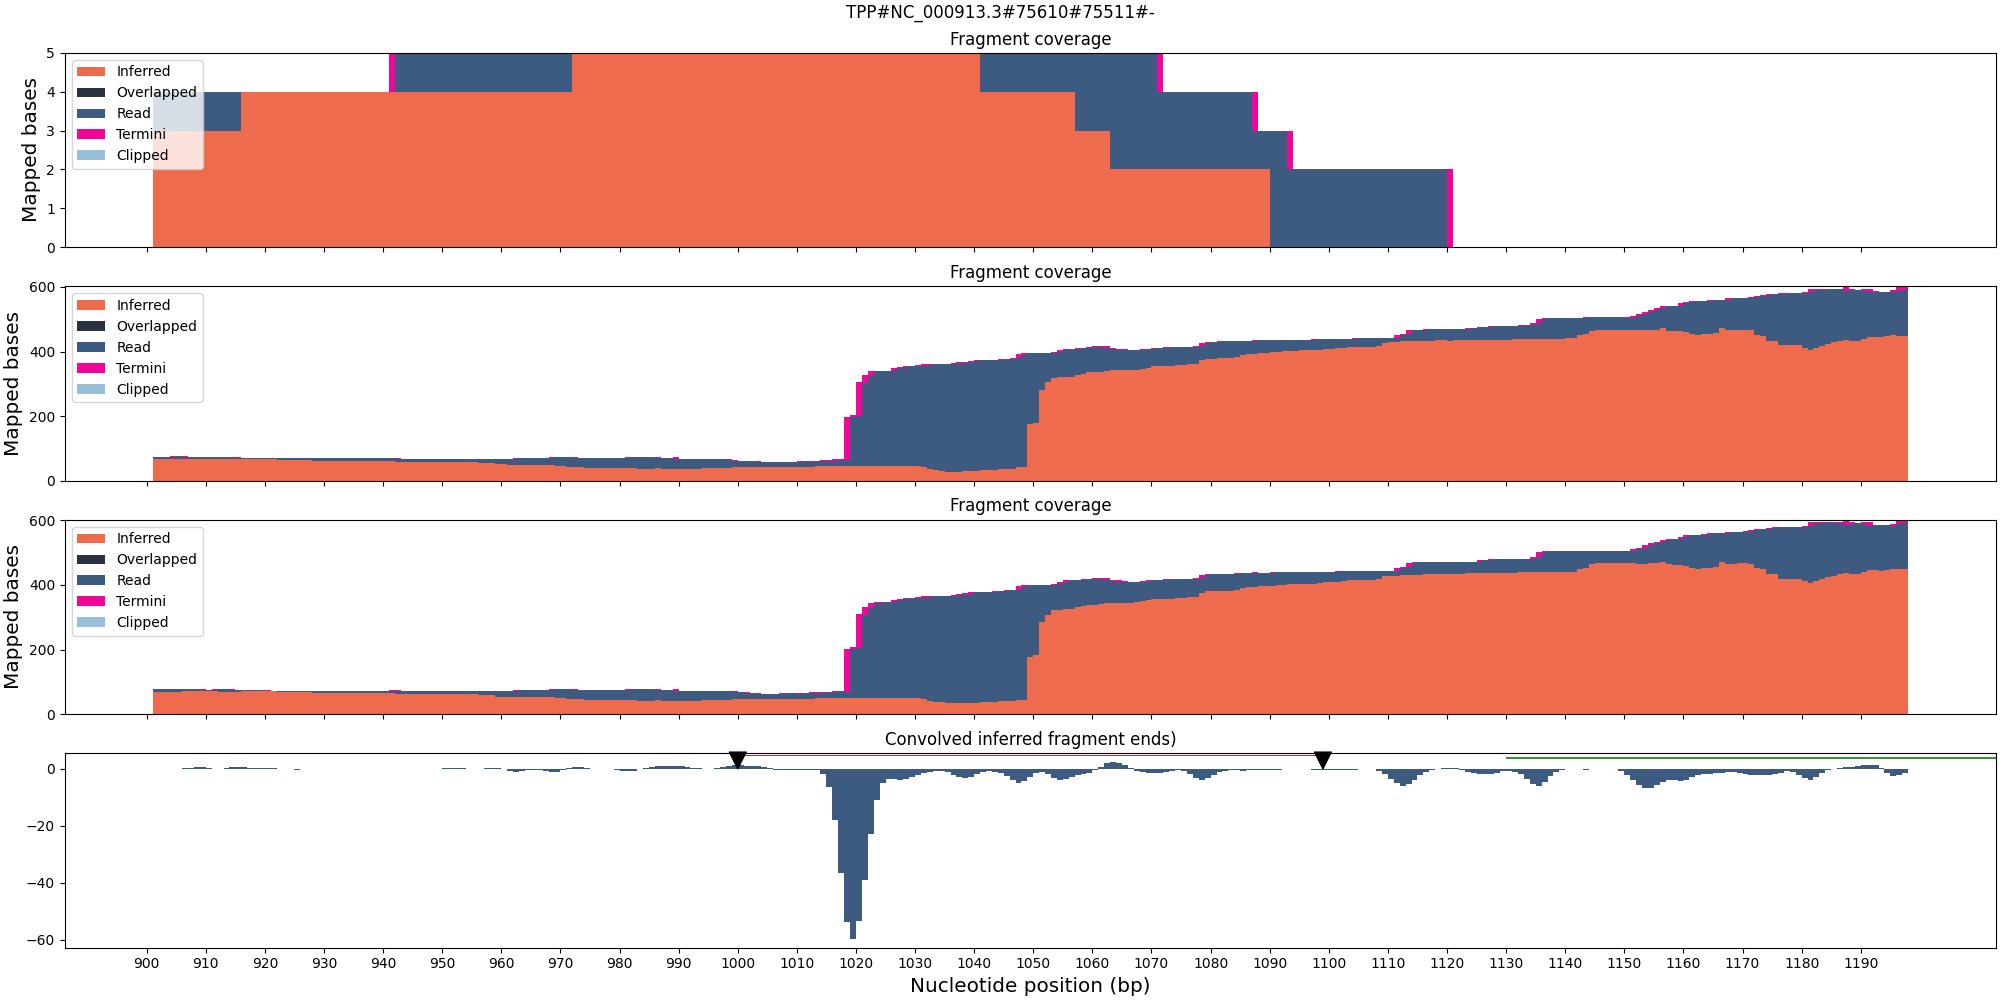 TPP#NC_000913.3#75610#75511#-
Fragment coverage
Mapped bases
5
4
3
2
1
0
Inferred
Overlapped
Read
Termini
Clipped
Fragment coverage
Mapped bases
600
400
200
0
Inferred
Overlapped
Read
Termini
Clipped
Fragment coverage
Mapped bases
600
400
200
0
Inferred
Overlapped
Read
Termini
Clipped
Convolved inferred fragment ends)
0
−20
−40
−60
900 910 920 930 940 950 960 970 980 990 1000 1010 1020 1030 1040 1050 1060 1070 1080 1090 1100 1110 1120 1130 1140 1150 1160 1170 1180 1190
Nucleotide position (bp)